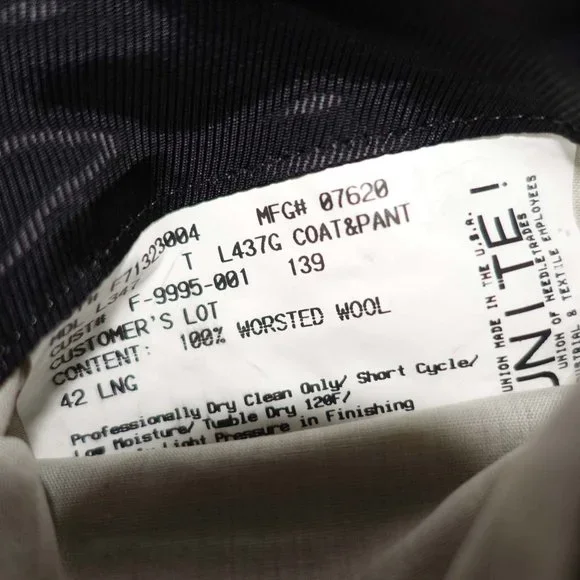 F71323004 MFG# 07620
MDL. L347 T L437G COAT&PANT
CUST# F-9995-001 139
CUSTOMER'S LOT
CONTENT: 100% WORSTED WOOL
42 LNG
Professionally Dry Clean Only/ Short Cycle/
Low Moisture/ Tumble Dry 120F/
Light Pressure in Finishing
UNION MADE IN THE U.S.A.
UNITE!
UNION OF NEEDLETRADES
TEXTILE EMPLOYEES